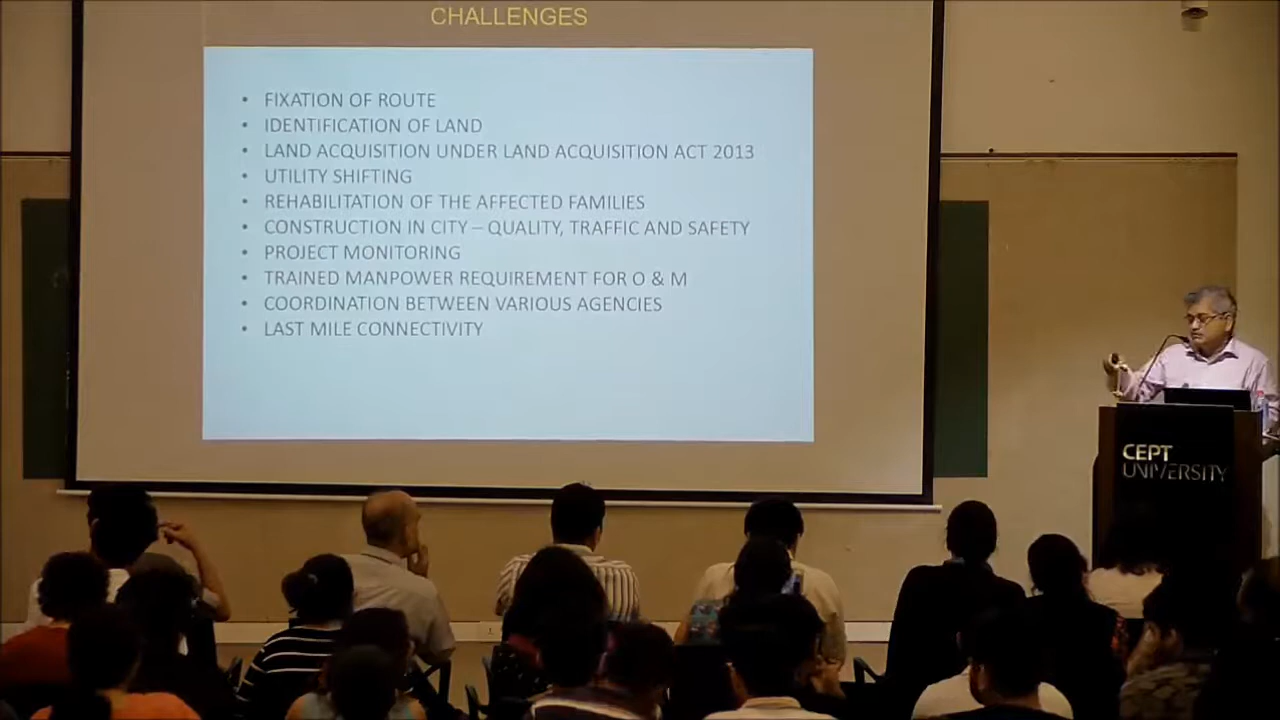 CHALLENGES
• FIXATION OF ROUTE
• IDENTIFICATION OF LAND
• LAND ACQUISITION UNDER LAND ACQUISITION ACT 2013
• UTILITY SHIFTING
• REHABILITATION OF THE AFFECTED FAMILIES
• CONSTRUCTION IN CITY – QUALITY, TRAFFIC AND SAFETY
• PROJECT MONITORING
• TRAINED MANPOWER REQUIREMENT FOR O & M
• COORDINATION BETWEEN VARIOUS AGENCIES
• LAST MILE CONNECTIVITY
CEPT
UNIVERSITY